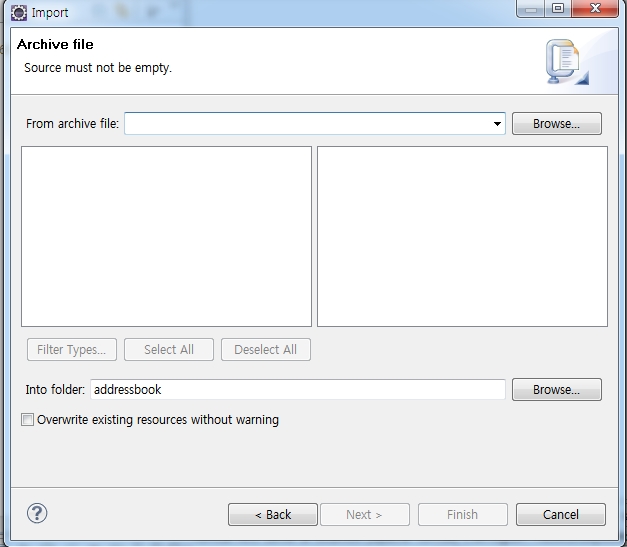 Import
Archive file
Source must not be empty.
From archive file:
Browse...
Filter Types...
Select All
Deselect All
Into folder:
addressbook
Browse...
Overwrite existing resources without warning
?
< Back
Next >
Finish
Cancel